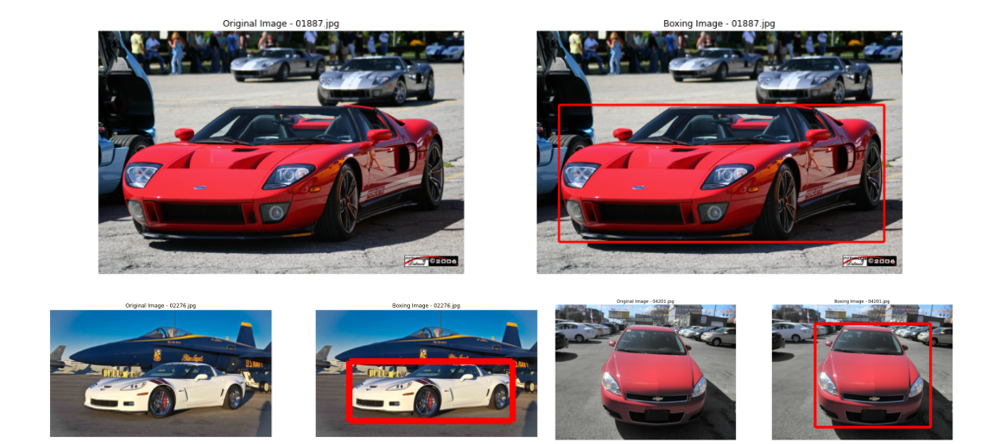 Original Image - 01887.jpg
Boxing Image - 01887.jpg
©2006
©2006
Original Image - 02276.jpg
Boxing Image - 02276.jpg
Original Image - 04201.jpg
Boxing Image - 04201.jpg